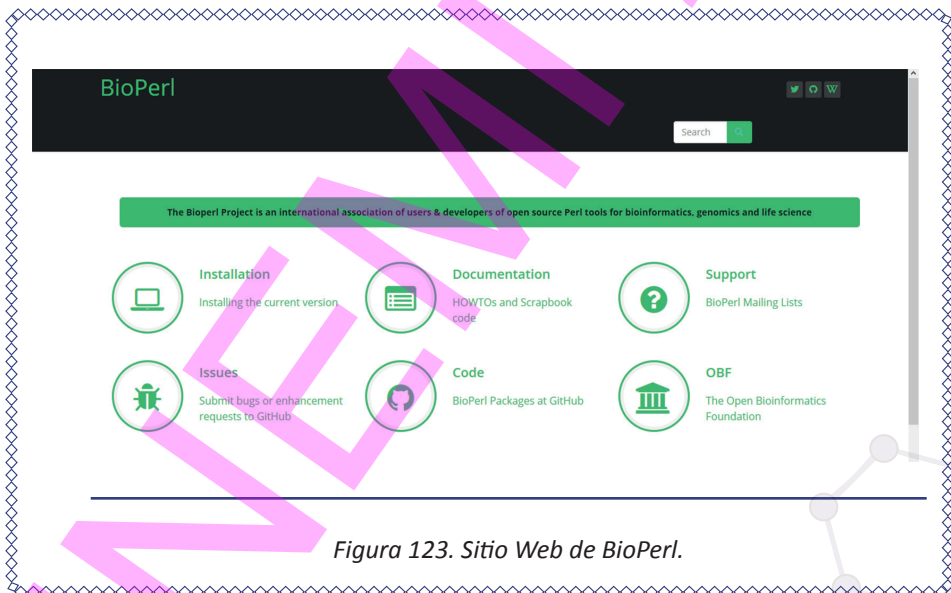 BioPerl
Search
The Bioperl Project is an international association of users & developers of open source Perl tools for bioinformatics, genomics and life science
Installation
Installing the current version
Documentation
HOWTOs and Scrapbook
code
Support
BioPerl Mailing Lists
Issues
Submit bugs or enhancement
requests to GitHub
Code
BioPerl Packages at GitHub
OBF
The Open Bioinformatics
Foundation
Figura 123. Sitio Web de BioPerl.